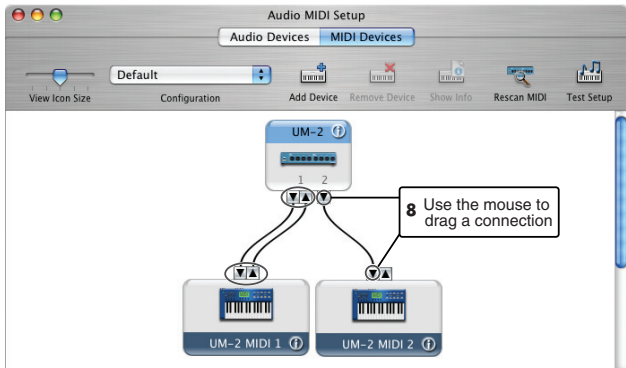 Audio MIDI Setup
Audio Devices MIDI Devices
Default
View Icon Size Configuration Add Device Remove Device Show Info Rescan MIDI Test Setup
UM-2
1 2
8 Use the mouse to
drag a connection
UM-2 MIDI 1 UM-2 MIDI 2